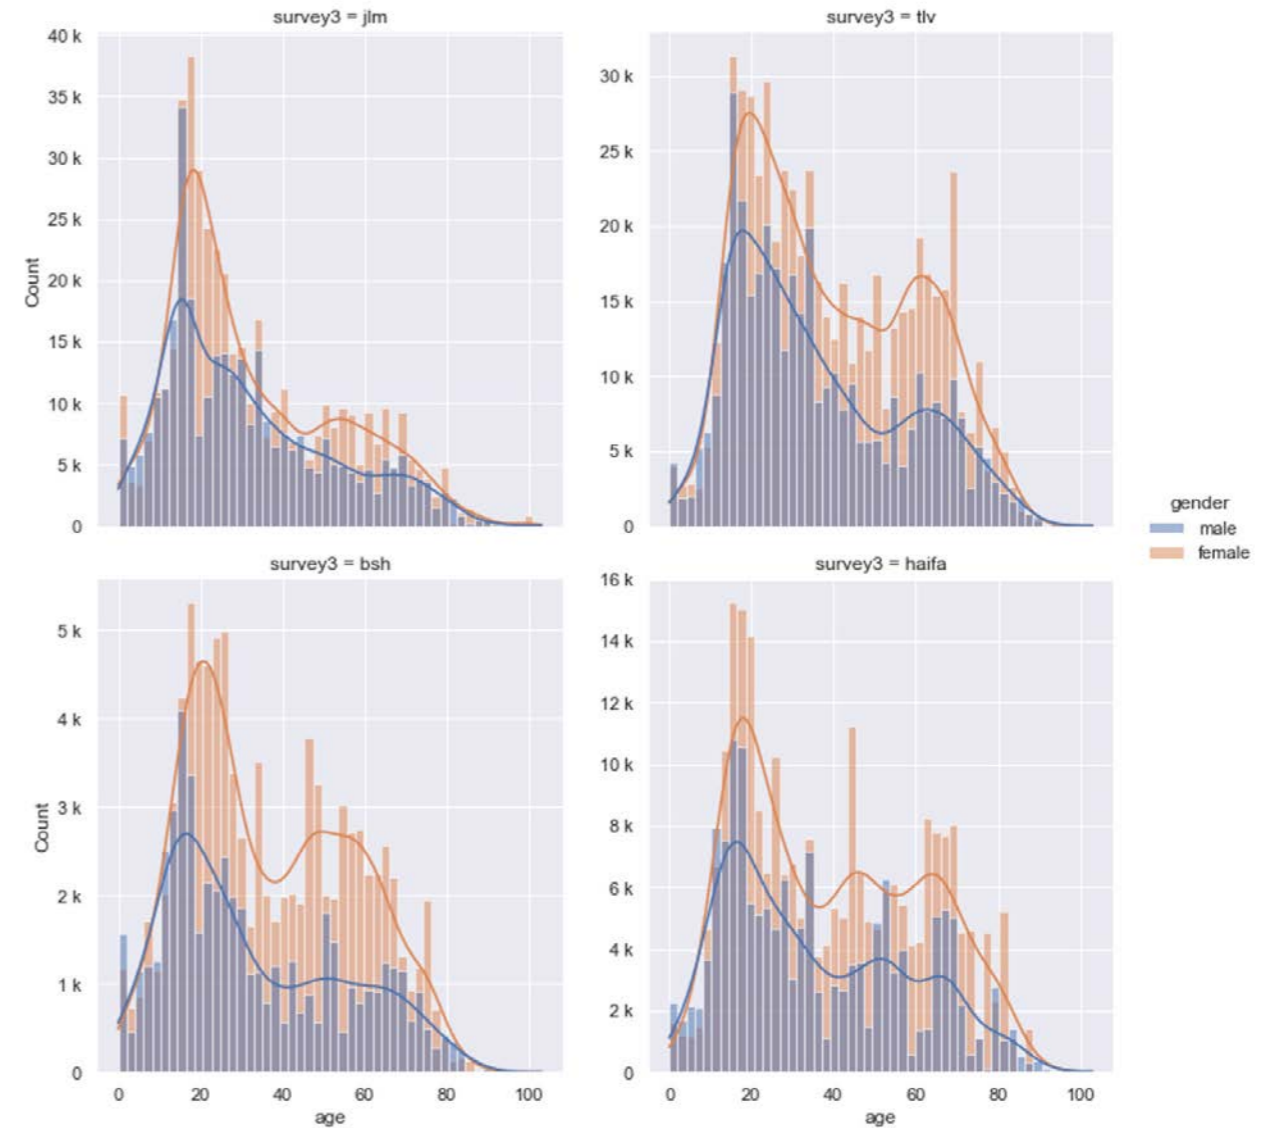 survey3 = jlm
40 k
35 k
30 k
25 k
20 k
15 k
10 k
5 k
0
Count
survey3 = tlv
30 k
25 k
20 k
15 k
10 k
5 k
0
gender
male
female
survey3 = bsh
5 k
4 k
3 k
2 k
1 k
0
Count
0 20 40 60 80 100
age
survey3 = haifa
16 k
14 k
12 k
10 k
8 k
6 k
4 k
2 k
0
0 20 40 60 80 100
age